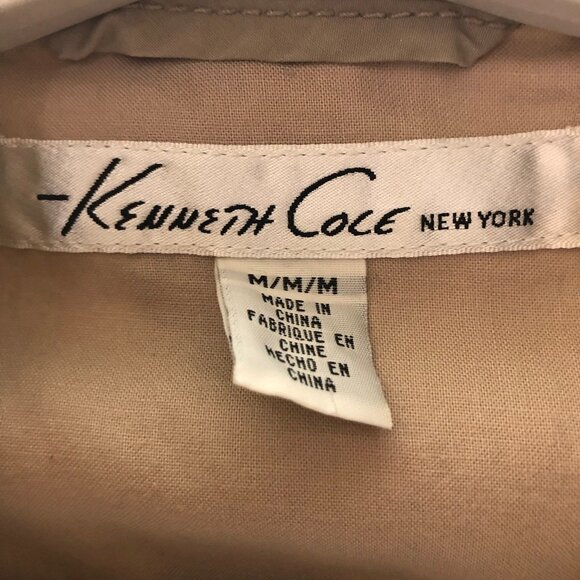 -KENNETH COLE NEW YORK
M/M/M
MADE IN
CHINA
FABRIQUE EN
CHINE
HECHO EN
CHINA